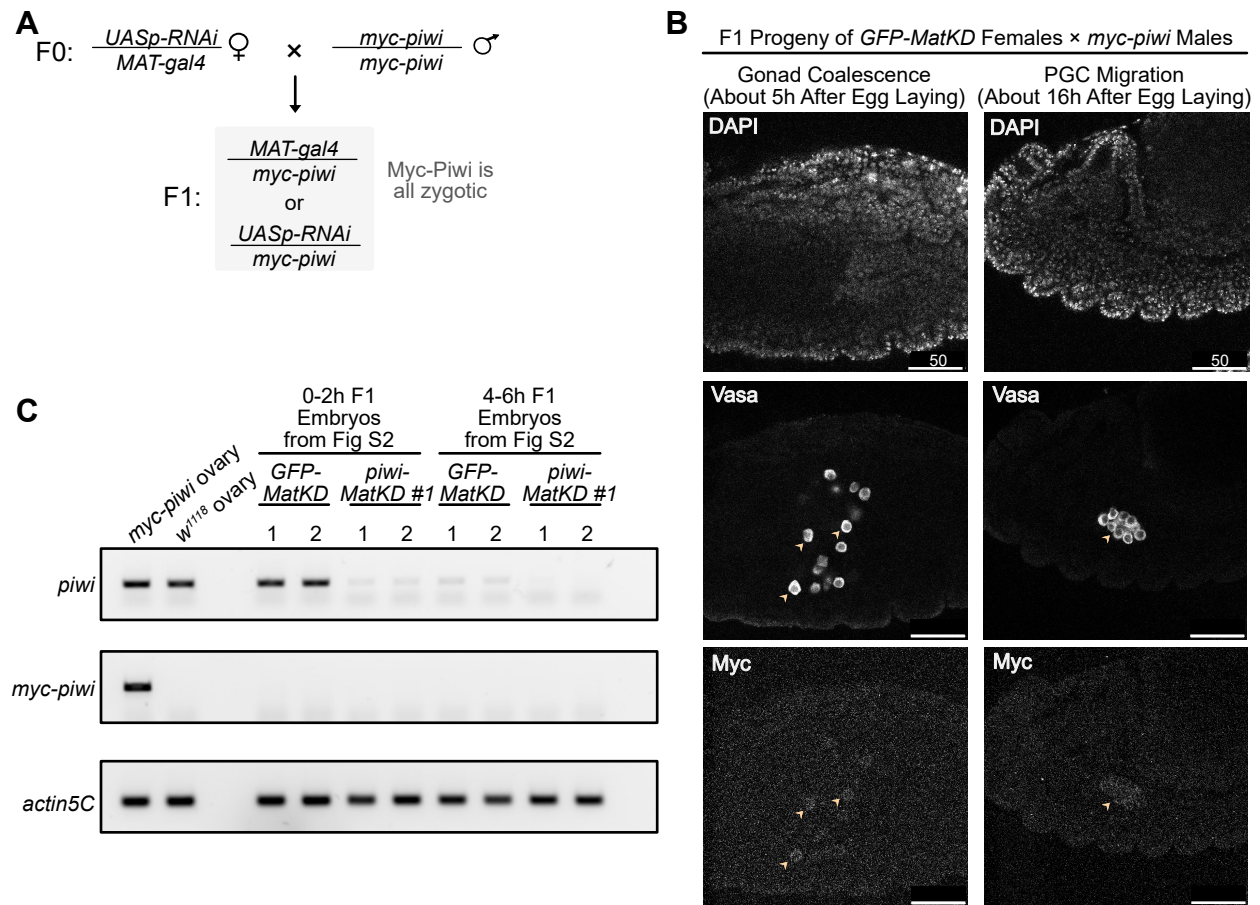 A
F0:
UASp-RNAi
MAT-gal4
♀
×
myc-piwi
myc-piwi
♂
F1:
MAT-gal4
myc-piwi
or
UASp-RNAi
myc-piwi
Myc-Piwi is
all zygotic
B
F1 Progeny of GFP-MatKD Females × myc-piwi Males
Gonad Coalescence
(About 5h After Egg Laying)
PGC Migration
(About 16h After Egg Laying)
DAPI
50
DAPI
50
Vasa
Vasa
Myc
Myc
C
myc-piwi ovary
w1118 ovary
0-2h F1
Embryos
from Fig S2
4-6h F1
Embryos
from Fig S2
GFP-
MatKD
piwi-
MatKD #1
GFP-
MatKD
piwi-
MatKD #1
1 2 1 2 1 2 1 2
piwi
myc-piwi
actin5C